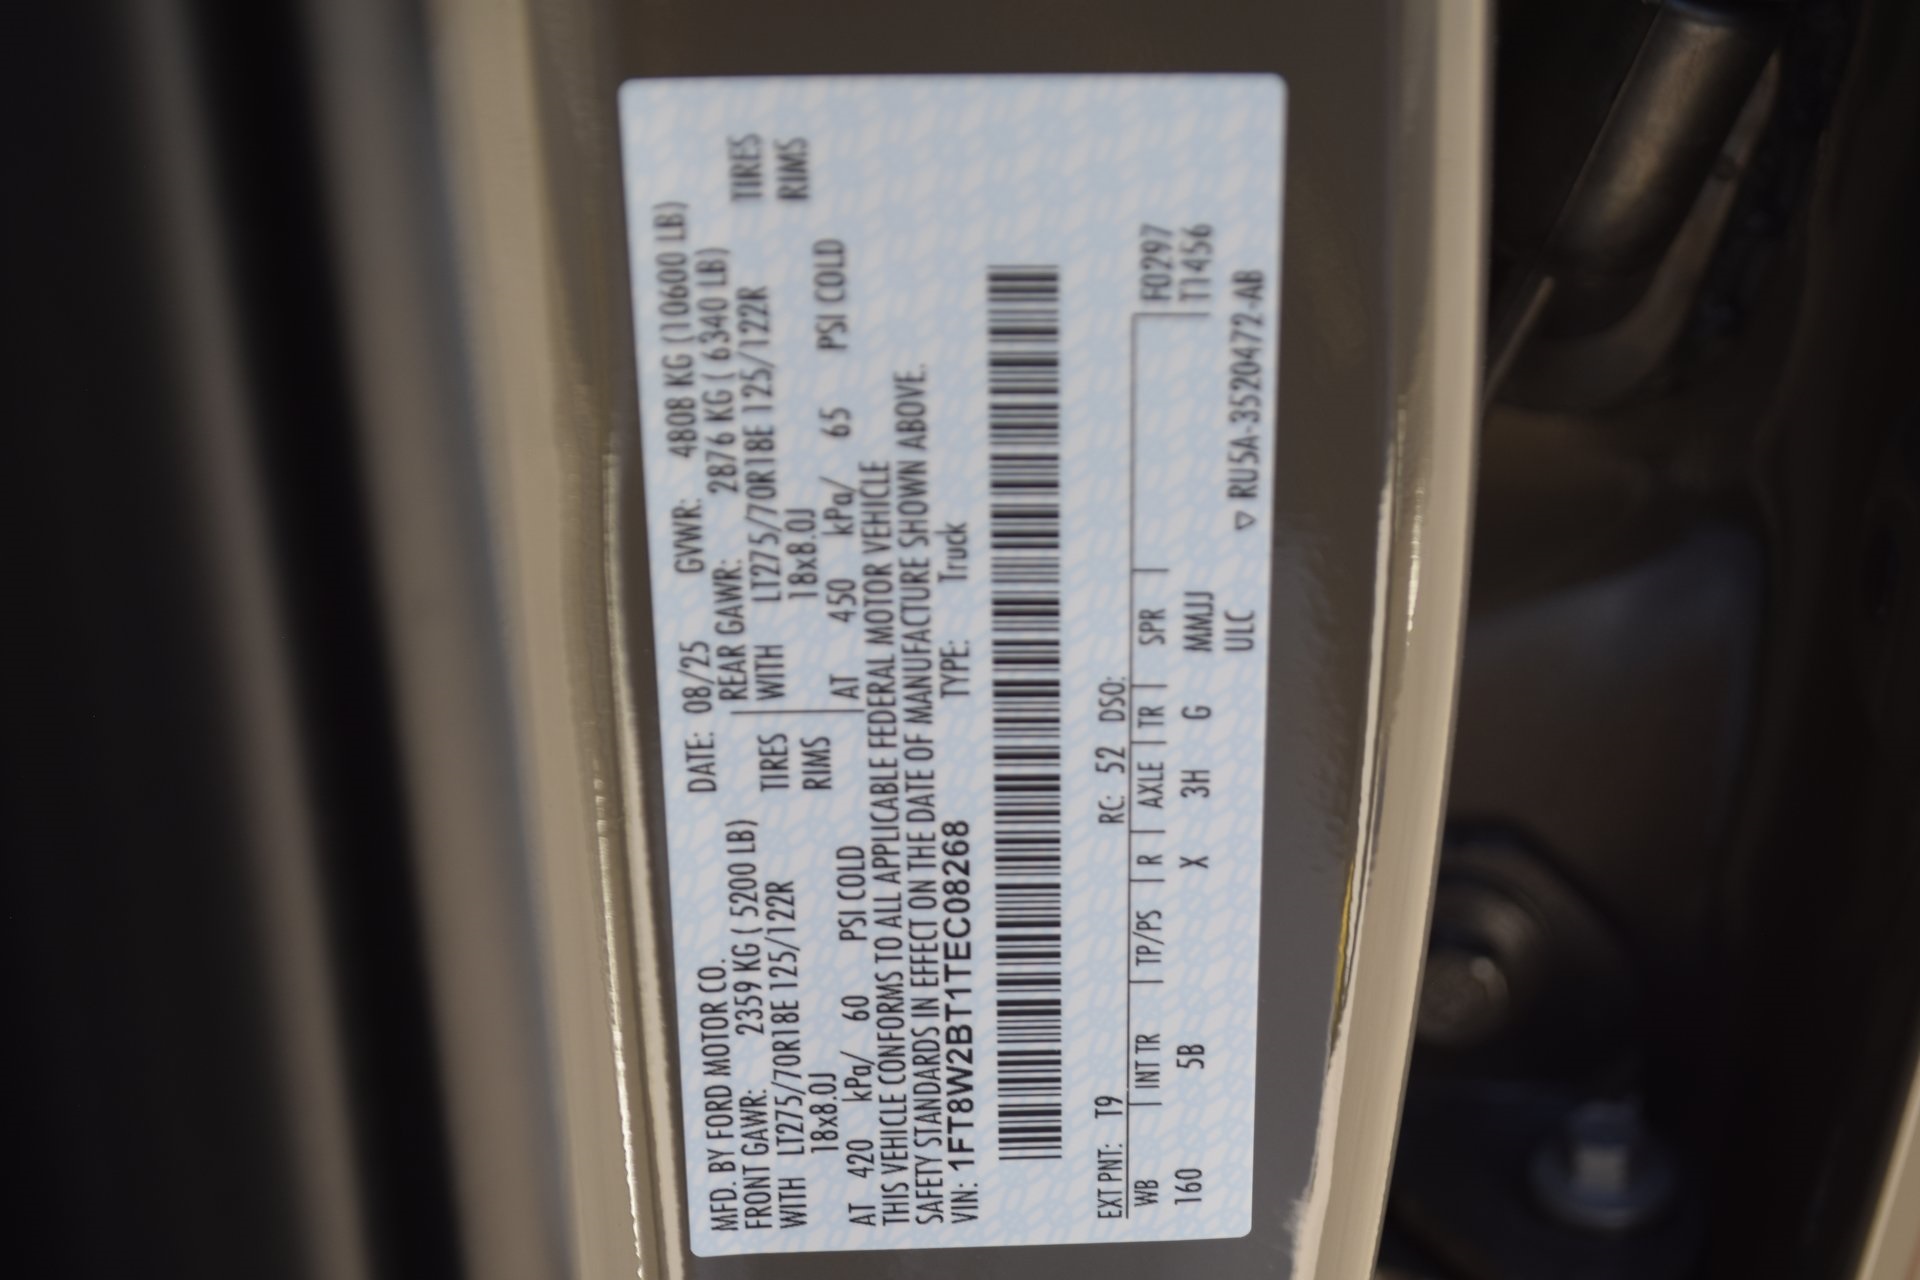 MFD. BY FORD MOTOR CO. DATE: 08/25 GVWR: 4808 KG (10600 LB)
FRONT GAWR: 2359 KG ( 5200 LB) REAR GAWR: 2876 KG ( 6340 LB)
WITH LT275/70R18E 125/122R TIRES WITH LT275/70R18E 125/122R TIRES
18x8.0J RIMS 18x8.0J RIMS
AT 420 kPa/ 60 PSI COLD AT 450 kPa/ 65 PSI COLD
THIS VEHICLE CONFORMS TO ALL APPLICABLE FEDERAL MOTOR VEHICLE
SAFETY STANDARDS IN EFFECT ON THE DATE OF MANUFACTURE SHOWN ABOVE.
VIN: 1FT8W2BT1TEC08268 TYPE: Truck
EXT PNT: T9 RC: 52 DSO:
WB INT TR TP/PS R AXLE TR SPR F0297
160 5B X 3H G MMJJ T1456
ULC ▽ RU5A-3520472-AB